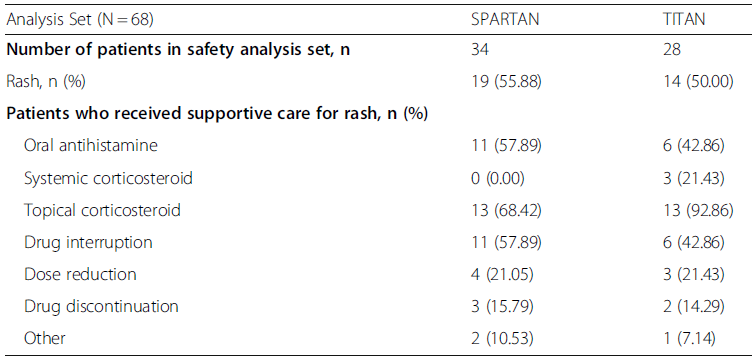 Analysis Set (N = 68) SPARTAN TITAN
Number of patients in safety analysis set, n 34 28
Rash, n (%) 19 (55.88) 14 (50.00)
Patients who received supportive care for rash, n (%)
Oral antihistamine 11 (57.89) 6 (42.86)
Systemic corticosteroid 0 (0.00) 3 (21.43)
Topical corticosteroid 13 (68.42) 13 (92.86)
Drug interruption 11 (57.89) 6 (42.86)
Dose reduction 4 (21.05) 3 (21.43)
Drug discontinuation 3 (15.79) 2 (14.29)
Other 2 (10.53) 1 (7.14)